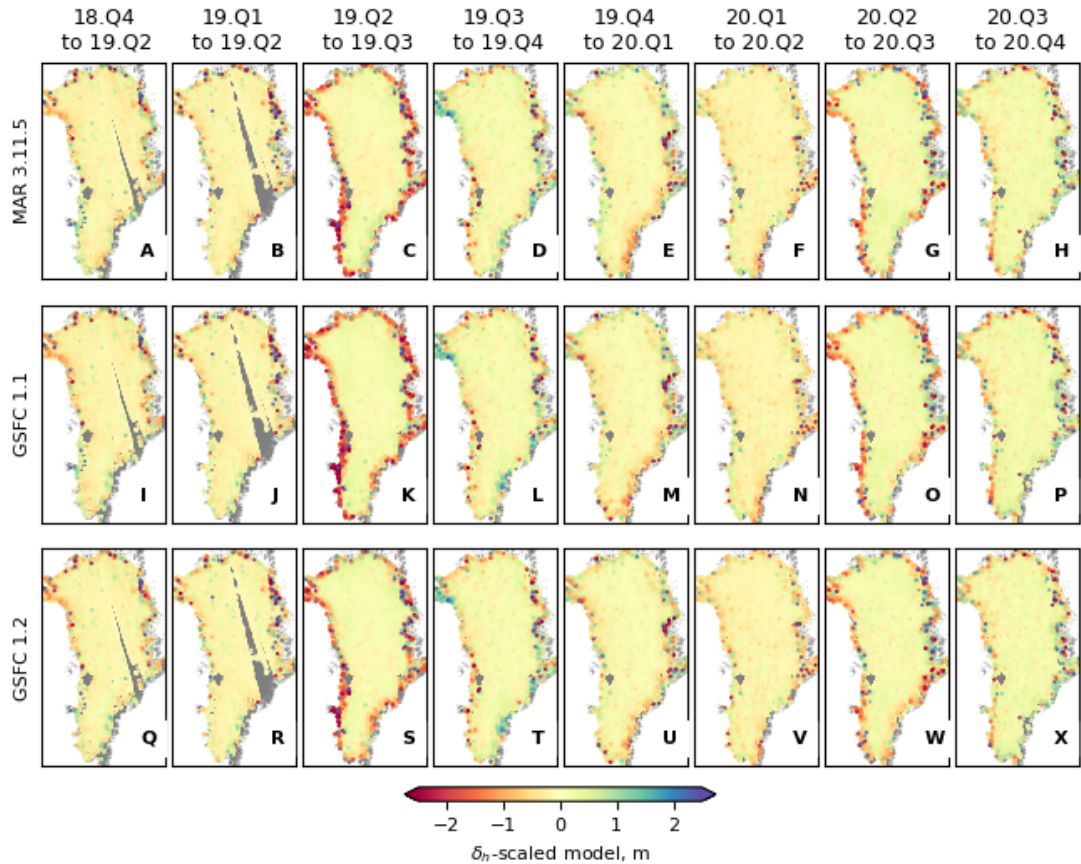 18.Q4 to 19.Q2
19.Q1 to 19.Q2
19.Q2 to 19.Q3
19.Q3 to 19.Q4
19.Q4 to 20.Q1
20.Q1 to 20.Q2
20.Q2 to 20.Q3
20.Q3 to 20.Q4
MAR 3.11.5
A B C D E F G H
GSFC 1.1
I J K L M N O P
GSFC 1.2
Q R S T U V W X
−2 −1 0 1 2
δh-scaled model, m